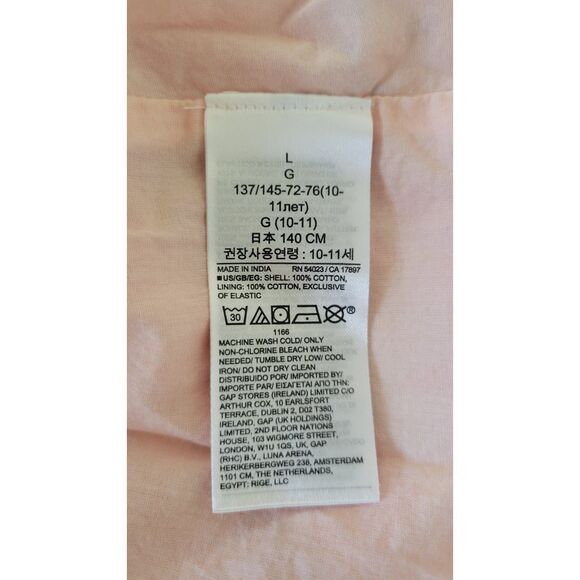 L
G
137/145-72-76(10-
11лет)
G (10-11)
日本 140 CM
권장사용연령 : 10-11세
MADE IN INDIA RN 54023 / CA 17897
■ US/GB/EG: SHELL: 100% COTTON,
LINING: 100% COTTON, EXCLUSIVE
OF ELASTIC
30 ®
1166
MACHINE WASH COLD/ ONLY
NON-CHLORINE BLEACH WHEN
NEEDED/ TUMBLE DRY LOW/ COOL
IRON/ DO NOT DRY CLEAN
DISTRIBUIDO POR/ IMPORTED BY/
IMPORTE PAR/ ΕΙΣΑΓΕΤΑΙ ΑΠΟ ΤΗΝ:
GAP STORES (IRELAND) LIMITED C/O
ARTHUR COX, 10 EARLSFORT
TERRACE, DUBLIN 2, D02 T380,
IRELAND, GAP (UK HOLDINGS)
LIMITED, 2ND FLOOR NATIONS
HOUSE, 103 WIGMORE STREET,
LONDON, W1U 1QS, UK, GAP
(RHC) B.V., LUNA ARENA,
HERIKERBERGWEG 238, AMSTERDAM
1101 CM, THE NETHERLANDS,
EGYPT: RIGE, LLC